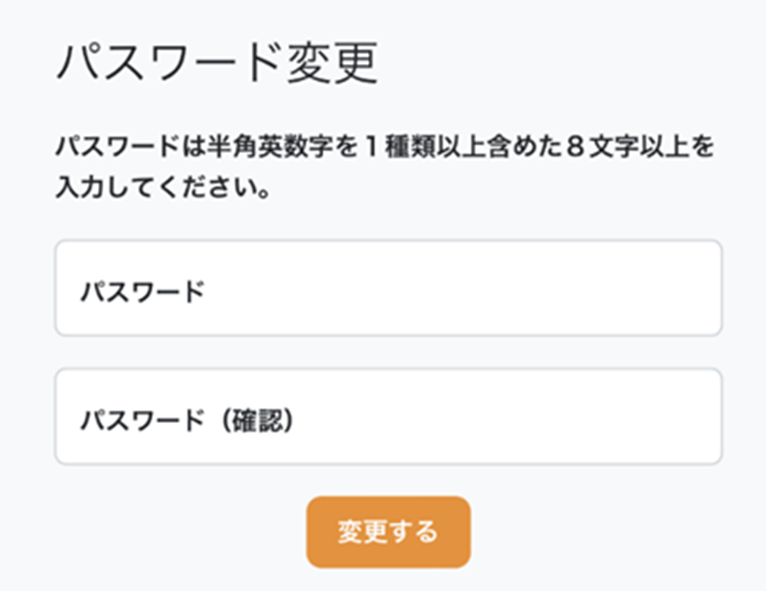 パスワード変更
パスワードは半角英数字を１種類以上含めた８文字以上を
入力してください。
パスワード
パスワード（確認）
変更する